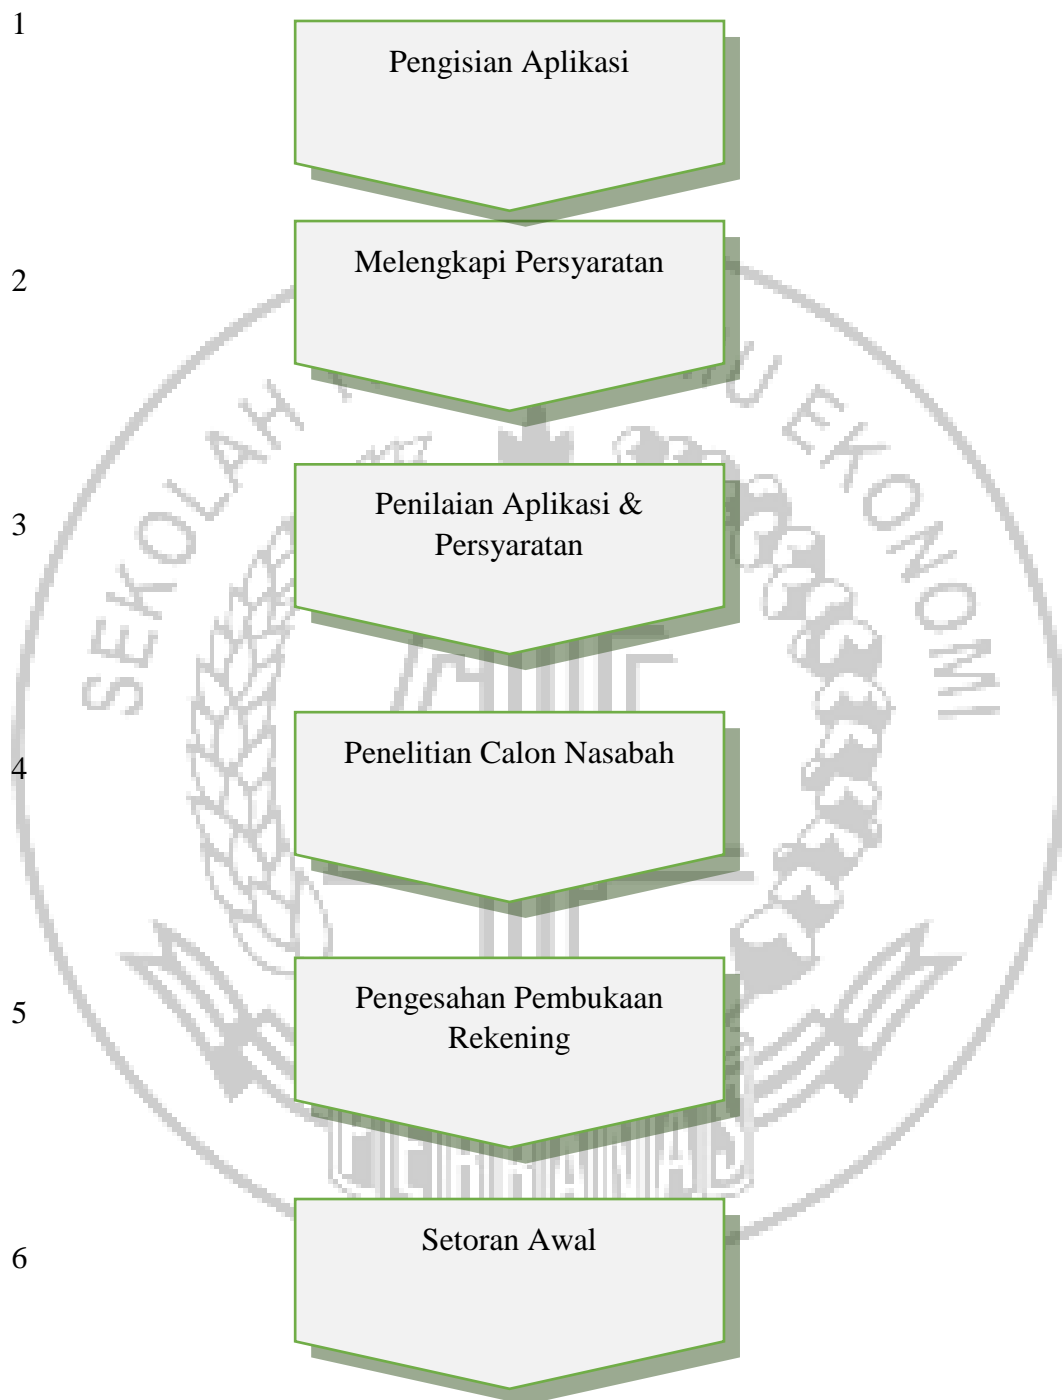 1
Pengisian Aplikasi
2
Melengkapi Persyaratan
3
Penilaian Aplikasi &
Persyaratan
4
Penelitian Calon Nasabah
5
Pengesahan Pembukaan
Rekening
6
Setoran Awal
SEKOLAH
EKONOMI